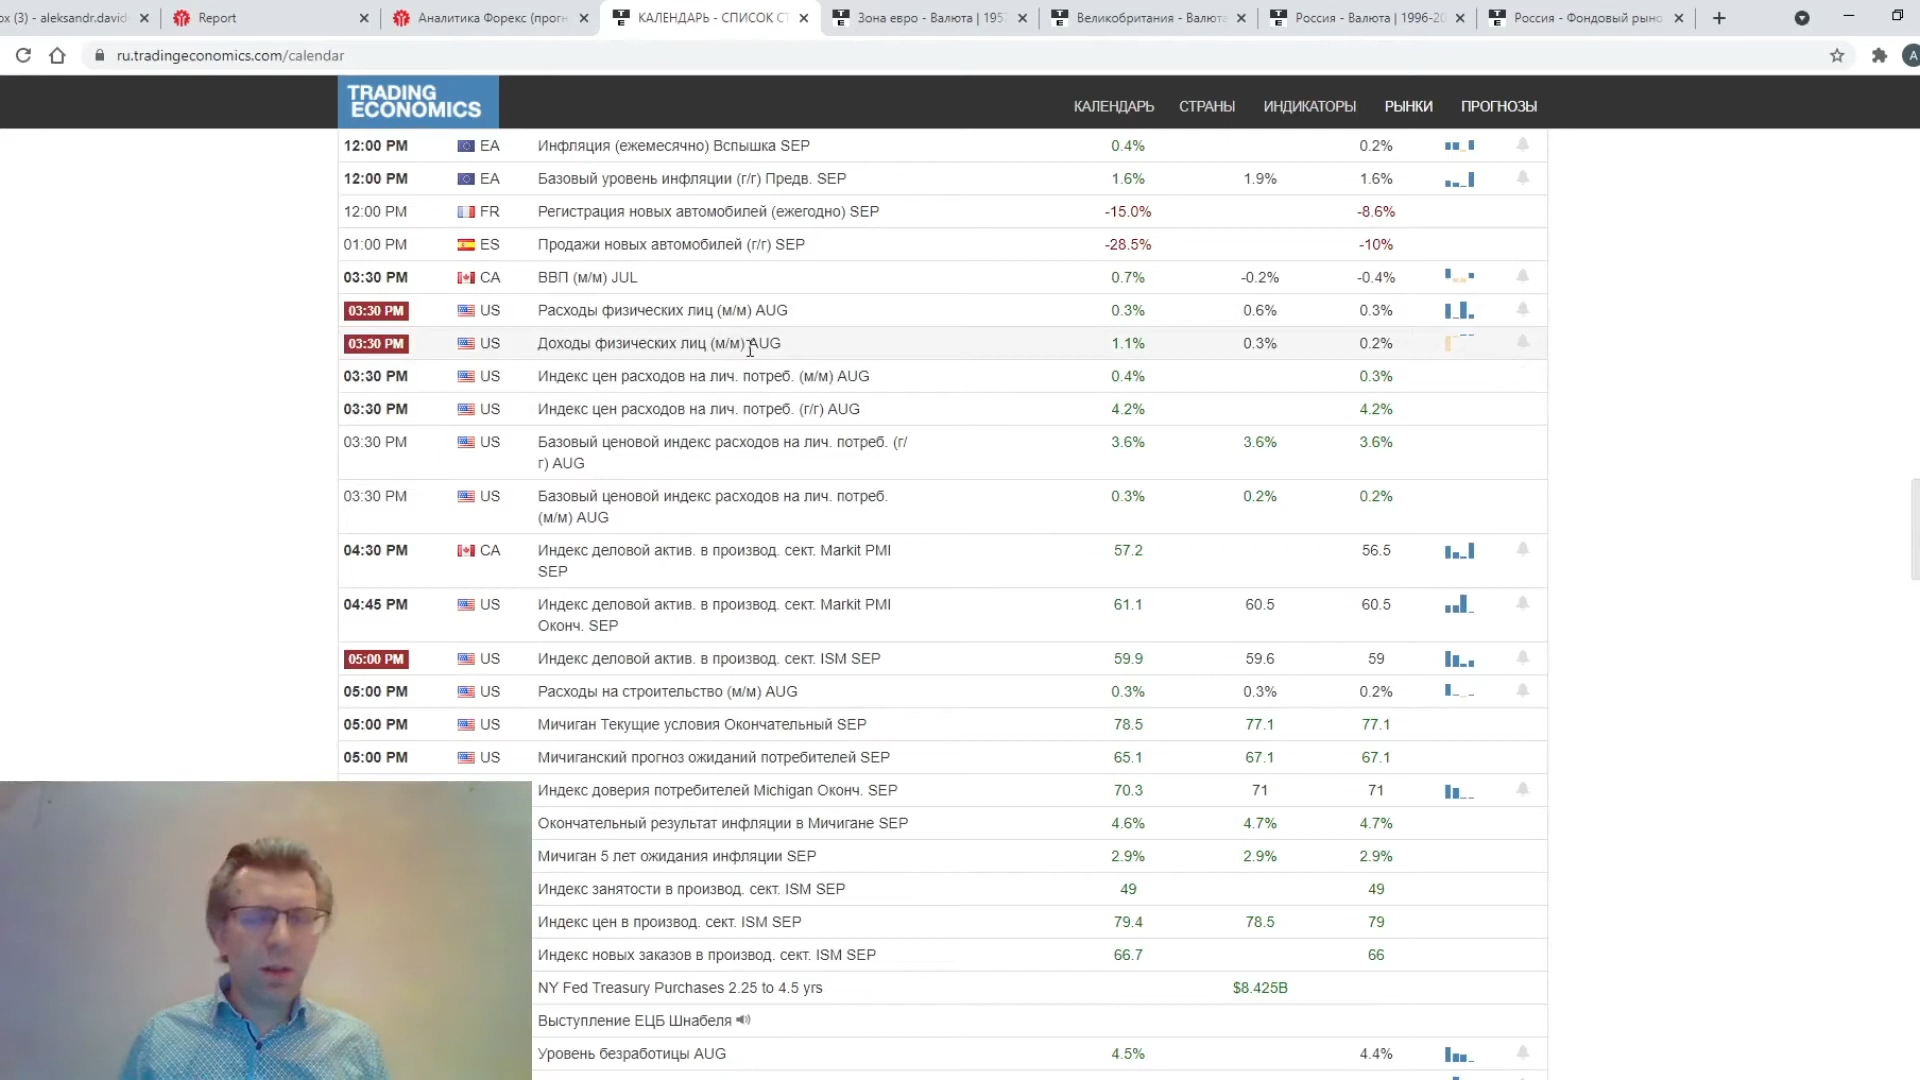 ox (3) - aleksandr.david
Report
Аналитика Форекс (прогн
КАЛЕНДАРЬ - СПИСОК СТ
Зона евро - Валюта | 1957
Великобритания - Валюта
Россия - Валюта | 1996-20
Россия - Фондовый рыно
ru.tradingeconomics.com/calendar
A
TRADING ECONOMICS
КАЛЕНДАРЬ СТРАНЫ ИНДИКАТОРЫ РЫНКИ ПРОГНОЗЫ
12:00 PM EA Инфляция (ежемесячно) Вспышка SEP 0.4% 0.2%
12:00 PM EA Базовый уровень инфляции (г/г) Предв. SEP 1.6% 1.9% 1.6%
12:00 PM FR Регистрация новых автомобилей (ежегодно) SEP -15.0% -8.6%
01:00 PM ES Продажи новых автомобилей (г/г) SEP -28.5% -10%
03:30 PM CA ВВП (м/м) JUL 0.7% -0.2% -0.4%
03:30 PM US Расходы физических лиц (м/м) AUG 0.3% 0.6% 0.3%
03:30 PM US Доходы физических лиц (м/м) AUG 1.1% 0.3% 0.2%
03:30 PM US Индекс цен расходов на лич. потреб. (м/м) AUG 0.4% 0.3%
03:30 PM US Индекс цен расходов на лич. потреб. (г/г) AUG 4.2% 4.2%
03:30 PM US Базовый ценовой индекс расходов на лич. потреб. (г/ 3.6% 3.6% 3.6%
г) AUG
03:30 PM US Базовый ценовой индекс расходов на лич. потреб. 0.3% 0.2% 0.2%
(м/м) AUG
04:30 PM CA Индекс деловой актив. в производ. сект. Markit PMI 57.2 56.5
SEP
04:45 PM US Индекс деловой актив. в производ. сект. Markit PMI 61.1 60.5 60.5
Оконч. SEP
05:00 PM US Индекс деловой актив. в производ. сект. ISM SEP 59.9 59.6 59
05:00 PM US Расходы на строительство (м/м) AUG 0.3% 0.3% 0.2%
05:00 PM US Мичиган Текущие условия Окончательный SEP 78.5 77.1 77.1
05:00 PM US Мичиганский прогноз ожиданий потребителей SEP 65.1 67.1 67.1
Индекс доверия потребителей Michigan Оконч. SEP 70.3 71 71
Окончательный результат инфляции в Мичигане SEP 4.6% 4.7% 4.7%
Мичиган 5 лет ожидания инфляции SEP 2.9% 2.9% 2.9%
Индекс занятости в производ. сект. ISM SEP 49 49
Индекс цен в производ. сект. ISM SEP 79.4 78.5 79
Индекс новых заказов в производ. сект. ISM SEP 66.7 66
NY Fed Treasury Purchases 2.25 to 4.5 yrs $8.425B
Выступление ЕЦБ Шнабеля
Уровень безработицы AUG 4.5% 4.4%